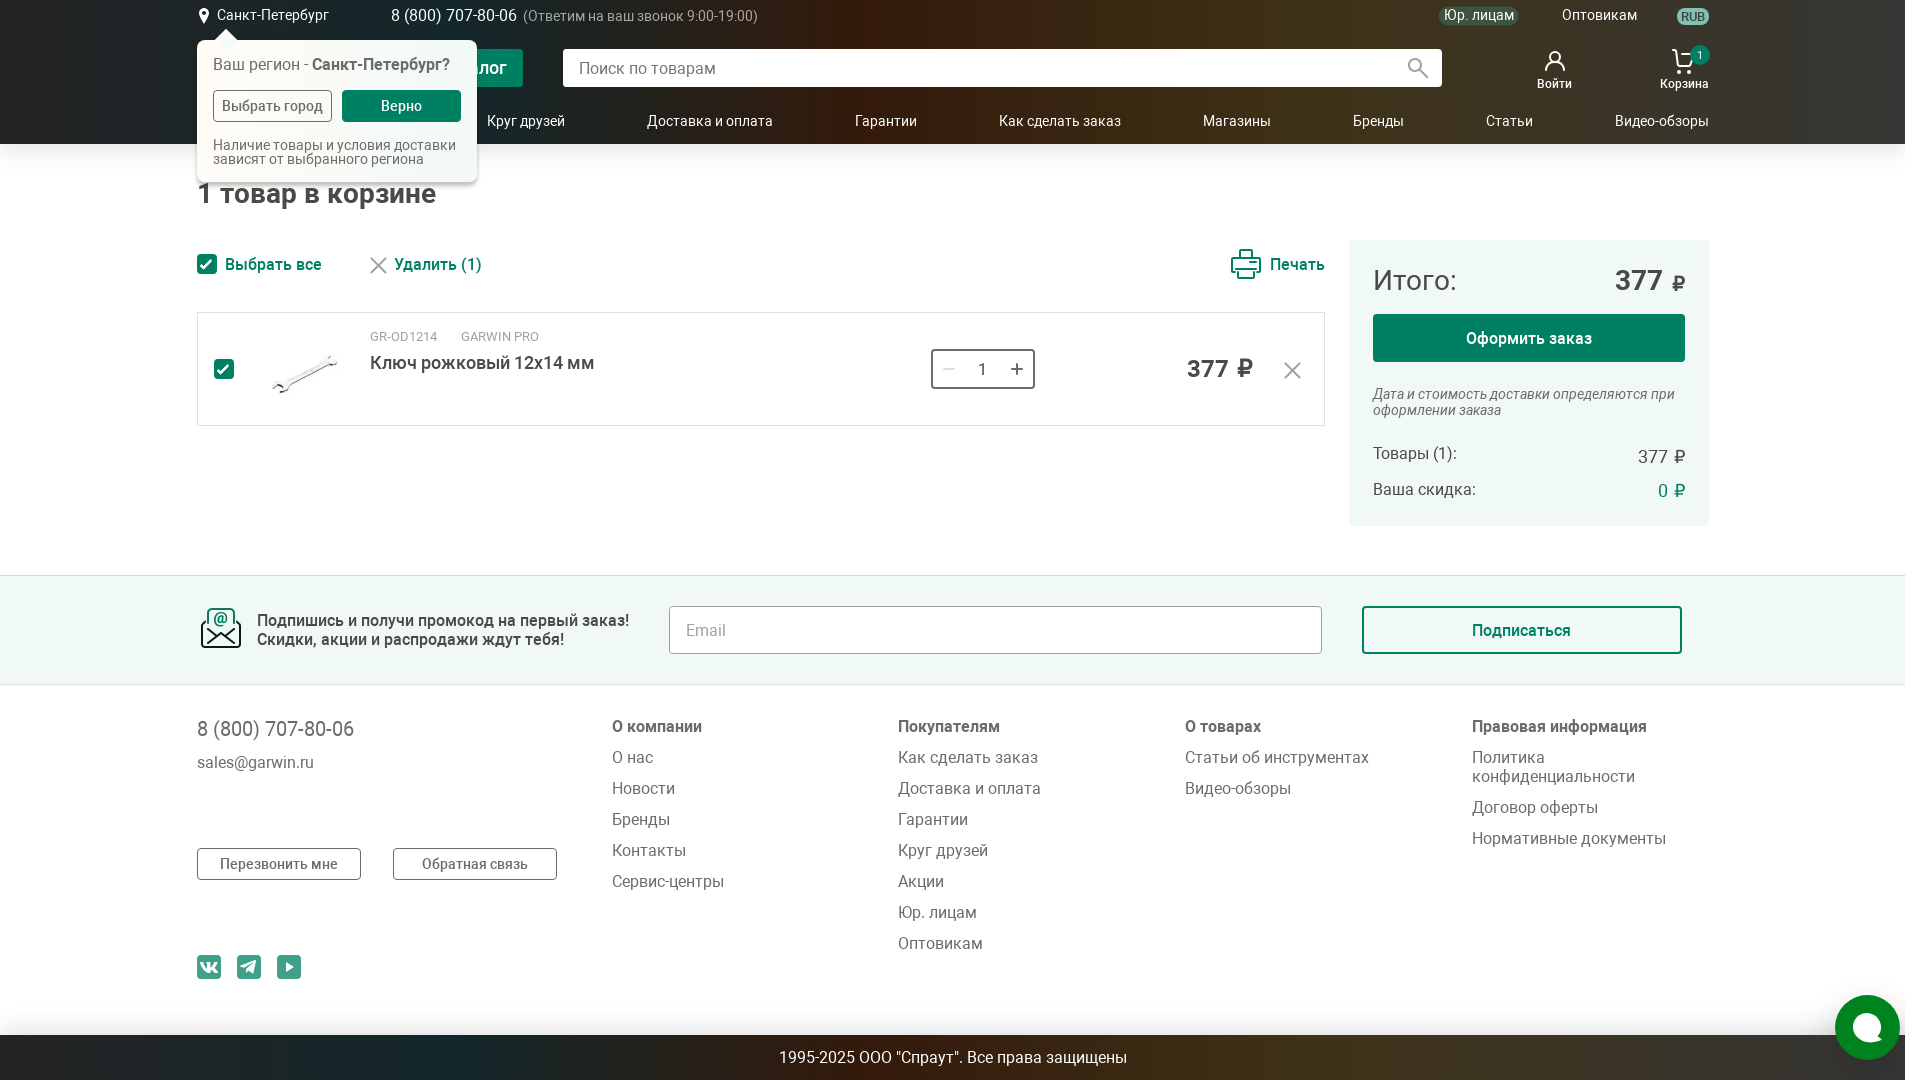 Санкт-Петербург
8 (800) 707-80-06 (Ответим на ваш звонок 9:00-19:00)
Юр. лицам
Оптовикам
RUB
Ваш регион - Санкт-Петербург?
Выбрать город
Верно
Наличие товары и условия доставки
зависят от выбранного региона
Поиск по товарам
Войти
1
Корзина
Круг друзей
Доставка и оплата
Гарантии
Как сделать заказ
Магазины
Бренды
Статьи
Видео-обзоры
1 товар в корзине
Выбрать все
Удалить (1)
Печать
GR-OD1214 GARWIN PRO
Ключ рожковый 12х14 мм
1
377 ₽
Итого: 377 ₽
Оформить заказ
Дата и стоимость доставки определяются при
оформлении заказа
Товары (1): 377 ₽
Ваша скидка: 0 ₽
Подпишись и получи промокод на первый заказ!
Скидки, акции и распродажи ждут тебя!
Email
Подписаться
8 (800) 707-80-06
sales@garwin.ru
Перезвонить мне
Обратная связь
О компании
О нас
Новости
Бренды
Контакты
Сервис-центры
Покупателям
Как сделать заказ
Доставка и оплата
Гарантии
Круг друзей
Акции
Юр. лицам
Оптовикам
О товарах
Статьи об инструментах
Видео-обзоры
Правовая информация
Политика
конфиденциальности
Договор оферты
Нормативные документы
1995-2025 ООО "Спраут". Все права защищены